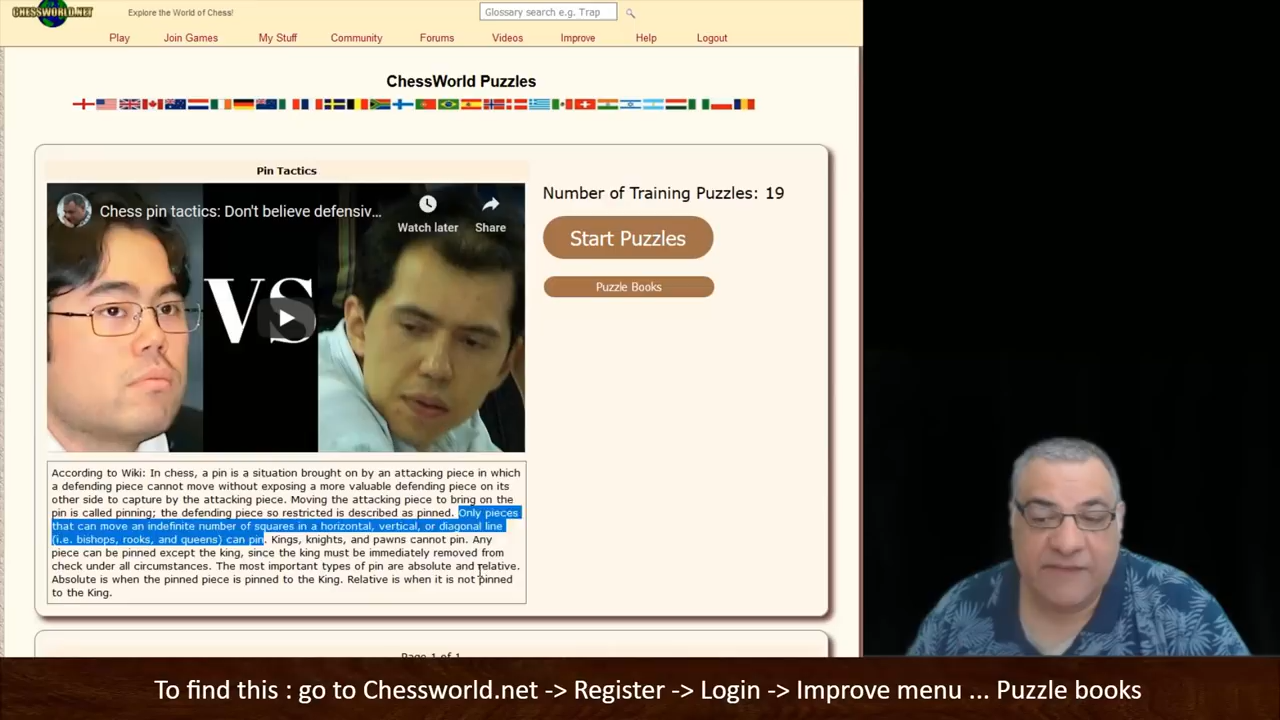 CHESSWORLD.NET
Explore the World of Chess!
Glossary search e.g. Trap
Play Join Games My Stuff Community Forums Videos Improve Help Logout
ChessWorld Puzzles
Pin Tactics
Chess pin tactics: Don't believe defensiv...
Watch later
Share
VS
Number of Training Puzzles: 19
Start Puzzles
Puzzle Books
According to Wiki: In chess, a pin is a situation brought on by an attacking piece in which
a defending piece cannot move without exposing a more valuable defending piece on its
other side to capture by the attacking piece. Moving the attacking piece to bring on the
pin is called pinning; the defending piece so restricted is described as pinned. Only pieces
that can move an indefinite number of squares in a horizontal, vertical, or diagonal line
(i.e. bishops, rooks, and queens) can pin. Kings, knights, and pawns cannot pin. Any
piece can be pinned except the king, since the king must be immediately removed from
check under all circumstances. The most important types of pin are absolute and relative.
Absolute is when the pinned piece is pinned to the King. Relative is when it is not pinned
to the King.
Page 1 of 1
To find this : go to Chessworld.net -> Register -> Login -> Improve menu ... Puzzle books